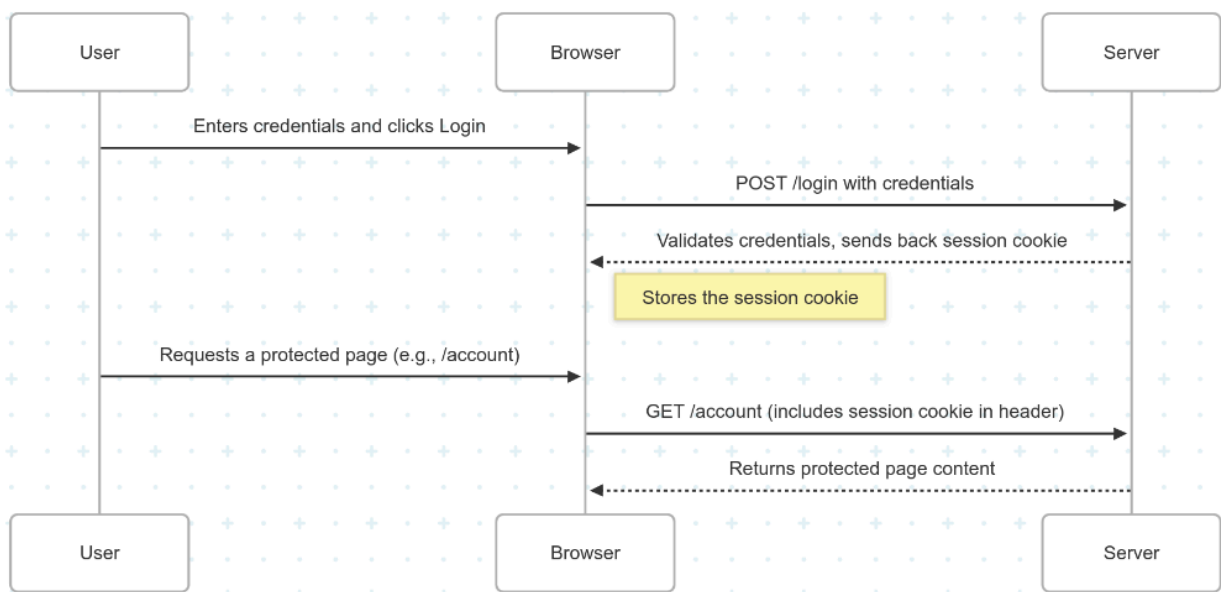 User
Browser
Server
Enters credentials and clicks Login
POST /login with credentials
Validates credentials, sends back session cookie
Stores the session cookie
Requests a protected page (e.g., /account)
GET /account (includes session cookie in header)
Returns protected page content
User
Browser
Server